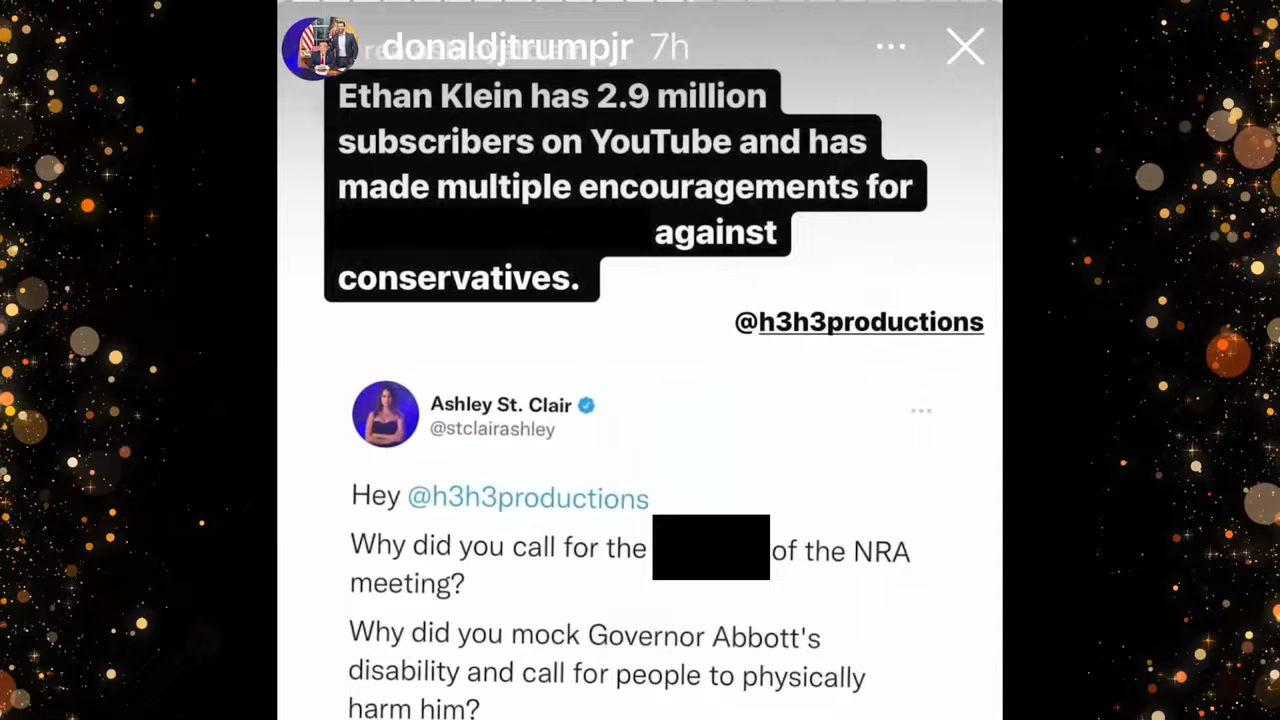 donaldjtrumpjr 7h
Ethan Klein has 2.9 million
subscribers on YouTube and has
made multiple encouragements for
against
conservatives.
@h3h3productions
Ashley St. Clair
@stclairashley
Hey @h3h3productions
Why did you call for the of the NRA
meeting?
Why did you mock Governor Abbott's
disability and call for people to physically
harm him?